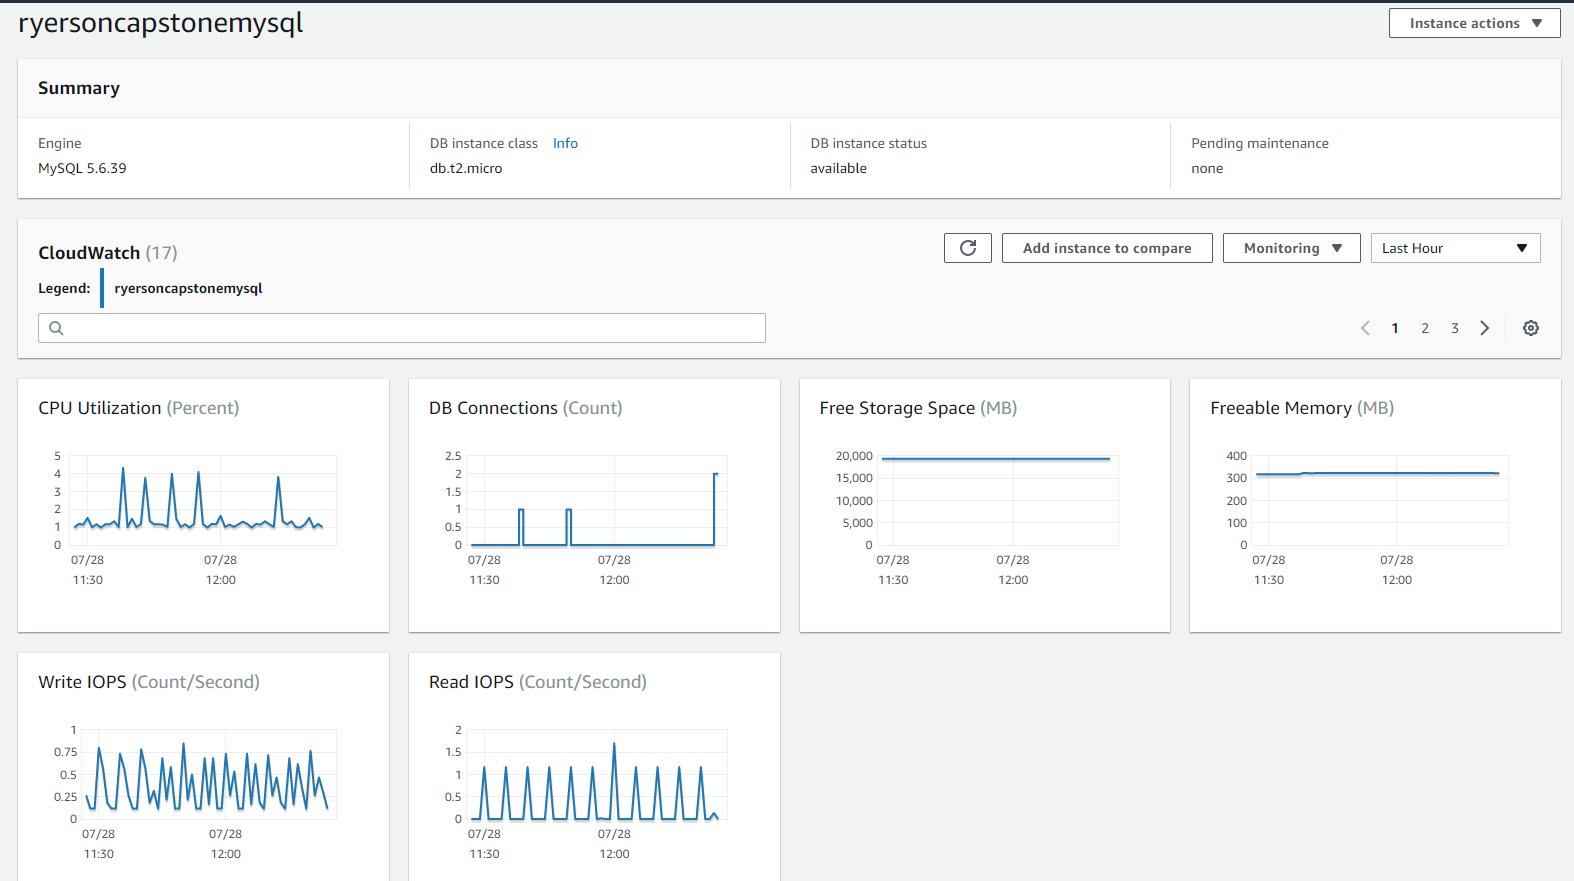 ryersoncapstonemysql
Instance actions
Summary
Engine
MySQL 5.6.39
DB instance class Info
db.t2.micro
DB instance status
available
Pending maintenance
none
CloudWatch (17)
Add instance to compare
Monitoring
Last Hour
Legend: ryersoncapstonemysql
1 2 3
CPU Utilization (Percent)
5
4
3
2
1
0
07/28 07/28
11:30 12:00
DB Connections (Count)
2.5
2
1.5
1
0.5
0
07/28 07/28
11:30 12:00
Free Storage Space (MB)
20,000
15,000
10,000
5,000
0
07/28 07/28
11:30 12:00
Freeable Memory (MB)
400
300
200
100
0
07/28 07/28
11:30 12:00
Write IOPS (Count/Second)
1
0.75
0.5
0.25
0
07/28 07/28
11:30 12:00
Read IOPS (Count/Second)
2
1.5
1
0.5
0
07/28 07/28
11:30 12:00